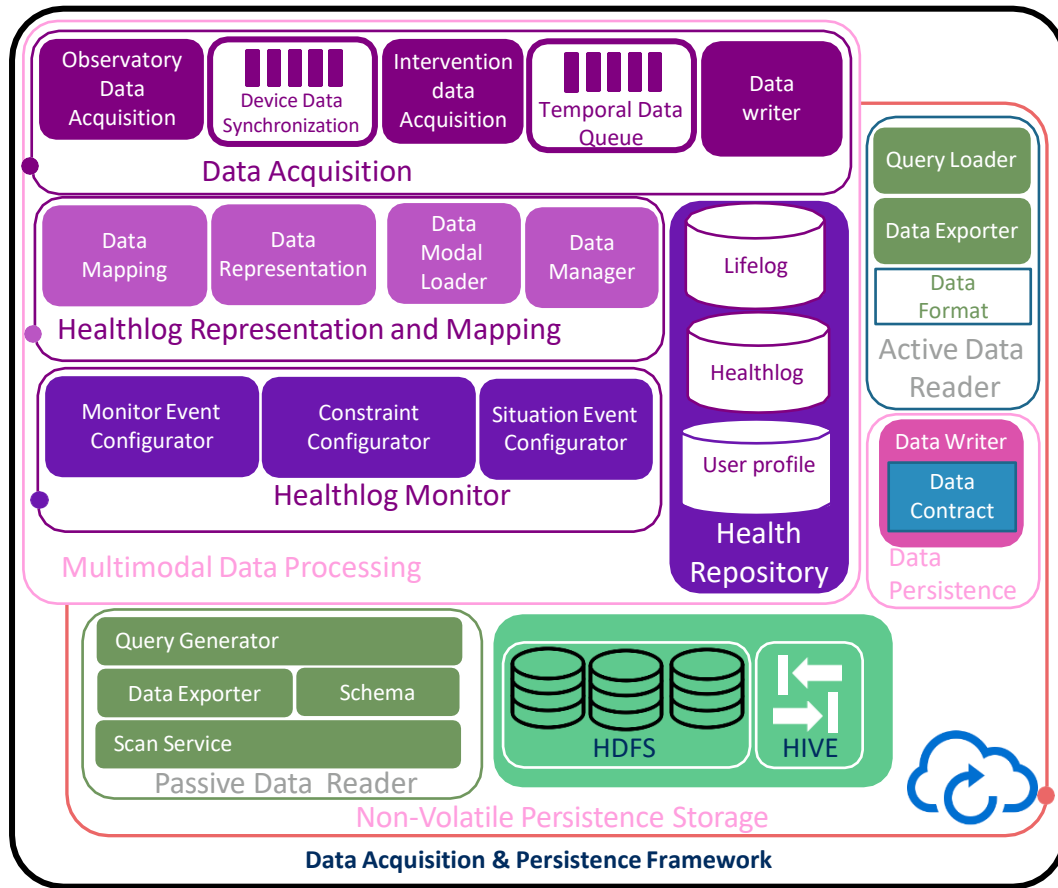 Observatory
Data
Acquisition
Device Data
Synchronization
Intervention
data
Acquisition
Temporal Data
Queue
Data
writer
Data Acquisition
Data
Mapping
Data
Representation
Data
Modal
Loader
Data
Manager
Healthlog Representation and Mapping
Monitor Event
Configurator
Constraint
Configurator
Situation Event
Configurator
Healthlog Monitor
Multimodal Data Processing
Lifelog
Healthlog
User profile
Health
Repository
Query Loader
Data Exporter
Data
Format
Active Data
Reader
Data Writer
Data
Contract
Data
Persistence
Query Generator
Data Exporter
Schema
Scan Service
Passive Data Reader
HDFS
HIVE
Non-Volatile Persistence Storage
Data Acquisition & Persistence Framework